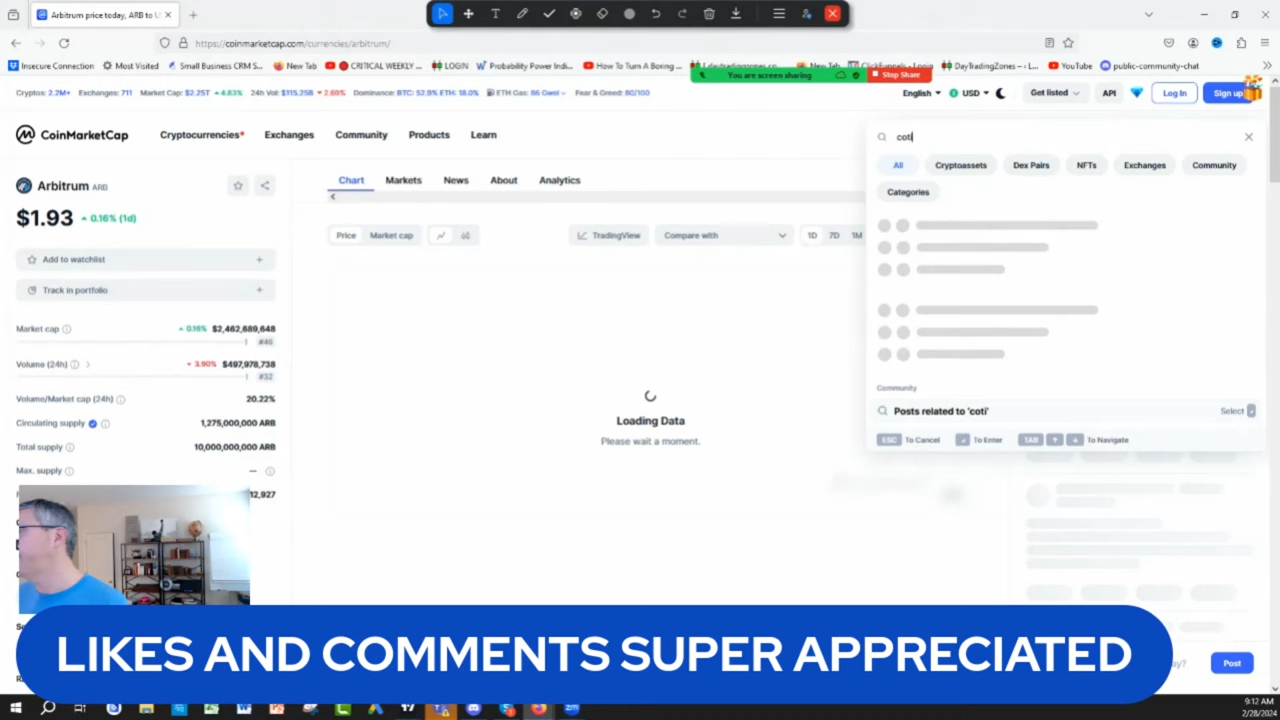 Arbitrum price today, ARB to U
https://coinmarketcap.com/currencies/arbitrum/
Insecure Connection
Most Visited
Small Business CRM S...
New Tab
CRITICAL WEEKLY ...
LOGIN
Probability Power Indi...
How To Turn A Boring ...
New Tab
DayTradingZones – ‹ L...
YouTube
public-community-chat
You are screen sharing
Stop Share
Cryptos: 2.2M+ Exchanges: 711 Market Cap: $2.25T 4.83% 24h Vol: $115.25B 2.69% Dominance: BTC: 52.9% ETH: 18.0% ETH Gas: 86 Gwei Fear & Greed: 80/100
English USD Get listed API Log In Sign up
CoinMarketCap Cryptocurrencies Exchanges Community Products Learn
coti
All Cryptoassets Dex Pairs NFTs Exchanges Community
Categories
Community
Posts related to 'coti' Select
ESC To Cancel To Enter TAB To Navigate
Arbitrum ARB
$1.93 0.16% (1d)
Add to watchlist +
Track in portfolio +
Market cap 0.16% $2,462,689,648
#46
Volume (24h) 3.90% $497,978,738
#32
Volume/Market cap (24h) 20.22%
Circulating supply 1,275,000,000 ARB
Total supply 10,000,000,000 ARB
Max. supply --
12,927
Chart Markets News About Analytics
Price Market cap TradingView Compare with 1D 7D 1M
Loading Data
Please wait a moment.
Post
LIKES AND COMMENTS SUPER APPRECIATED
9:12 AM
2/28/2024